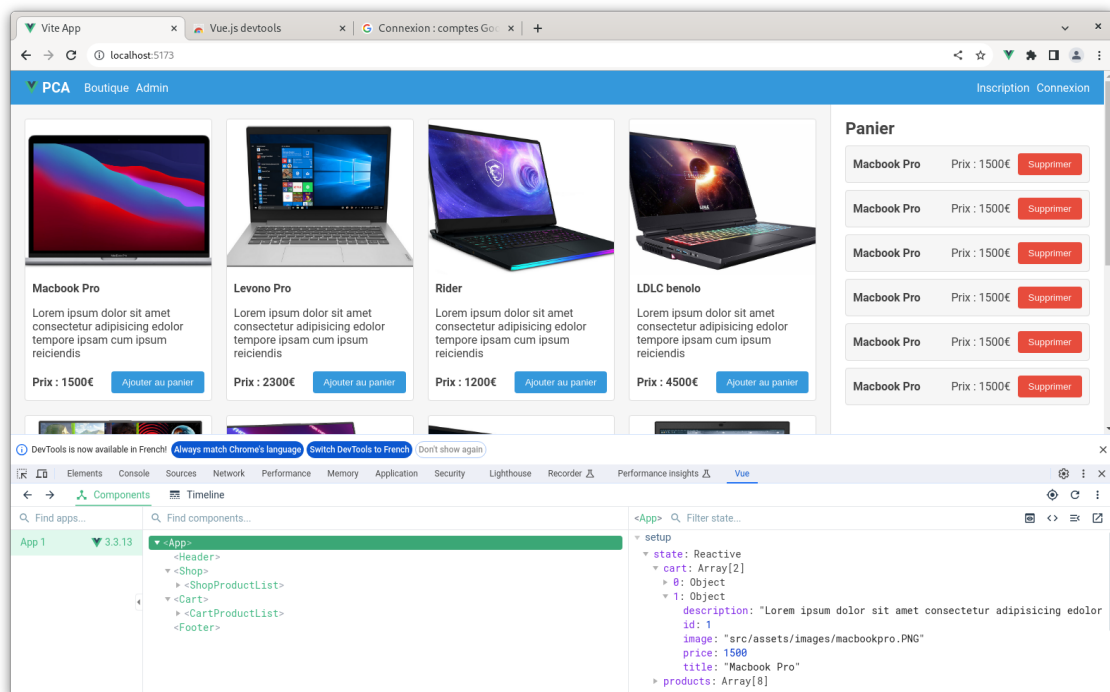 Vite App
Vue.js devtools
Connexion : comptes Goo
localhost:5173
PCA Boutique Admin
Inscription Connexion
Macbook Pro
Lorem ipsum dolor sit amet
consectetur adipisicing edolor
tempore ipsam cum ipsum
reiciendis
Prix : 1500€ Ajouter au panier
Levono Pro
Lorem ipsum dolor sit amet
consectetur adipisicing edolor
tempore ipsam cum ipsum
reiciendis
Prix : 2300€ Ajouter au panier
Rider
Lorem ipsum dolor sit amet
consectetur adipisicing edolor
tempore ipsam cum ipsum
reiciendis
Prix : 1200€ Ajouter au panier
LDLC benolo
Lorem ipsum dolor sit amet
consectetur adipisicing edolor
tempore ipsam cum ipsum
reiciendis
Prix : 4500€ Ajouter au panier
Panier
Macbook Pro Prix : 1500€ Supprimer
Macbook Pro Prix : 1500€ Supprimer
Macbook Pro Prix : 1500€ Supprimer
Macbook Pro Prix : 1500€ Supprimer
Macbook Pro Prix : 1500€ Supprimer
Macbook Pro Prix : 1500€ Supprimer
DevTools is now available in French! Always match Chrome's language Switch DevTools to French Don't show again
Elements Console Sources Network Performance Memory Application Security Lighthouse Recorder Performance insights Vue
Components Timeline
Find apps...
App 1 3.3.13
Find components...
<App>
<Header>
<Shop>
<ShopProductList>
<Cart>
<CartProductList>
<Footer>
<App> Filter state...
setup
state: Reactive
cart: Array[2]
0: Object
1: Object
description: "Lorem ipsum dolor sit amet consectetur adipisicing edolor
id: 1
image: "src/assets/images/macbookpro.PNG"
price: 1500
title: "Macbook Pro"
products: Array[8]